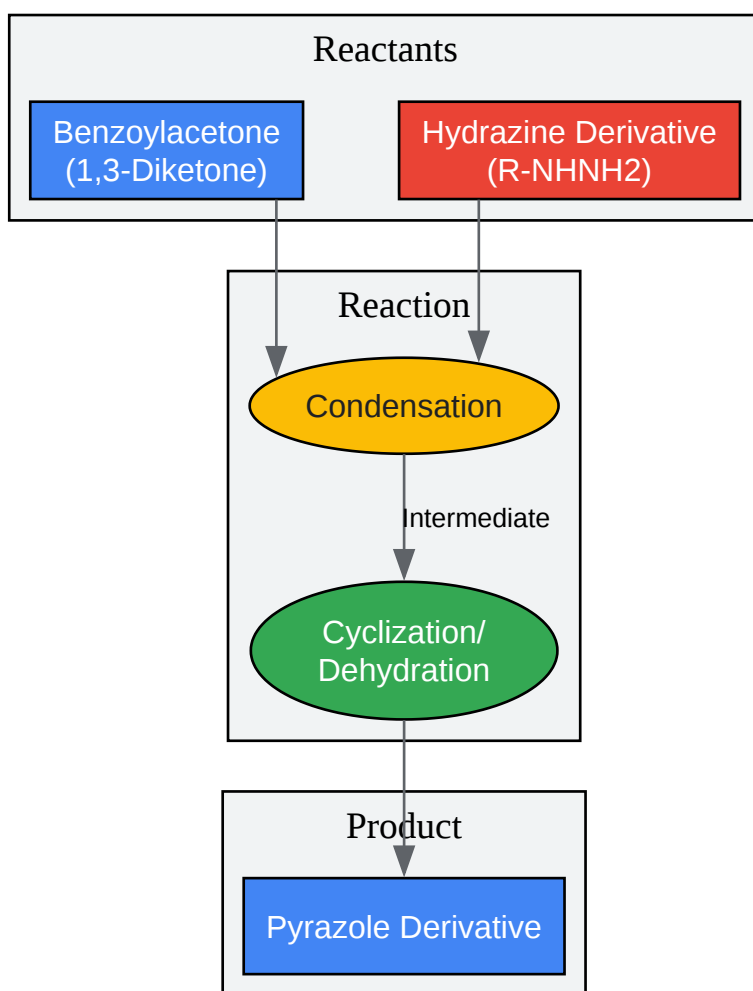 Reactants
Benzoylacetone
(1,3-Diketone)
Hydrazine Derivative
(R-NHNH2)
Reaction
Condensation
Intermediate
Cyclization/
Dehydration
Product
Pyrazole Derivative